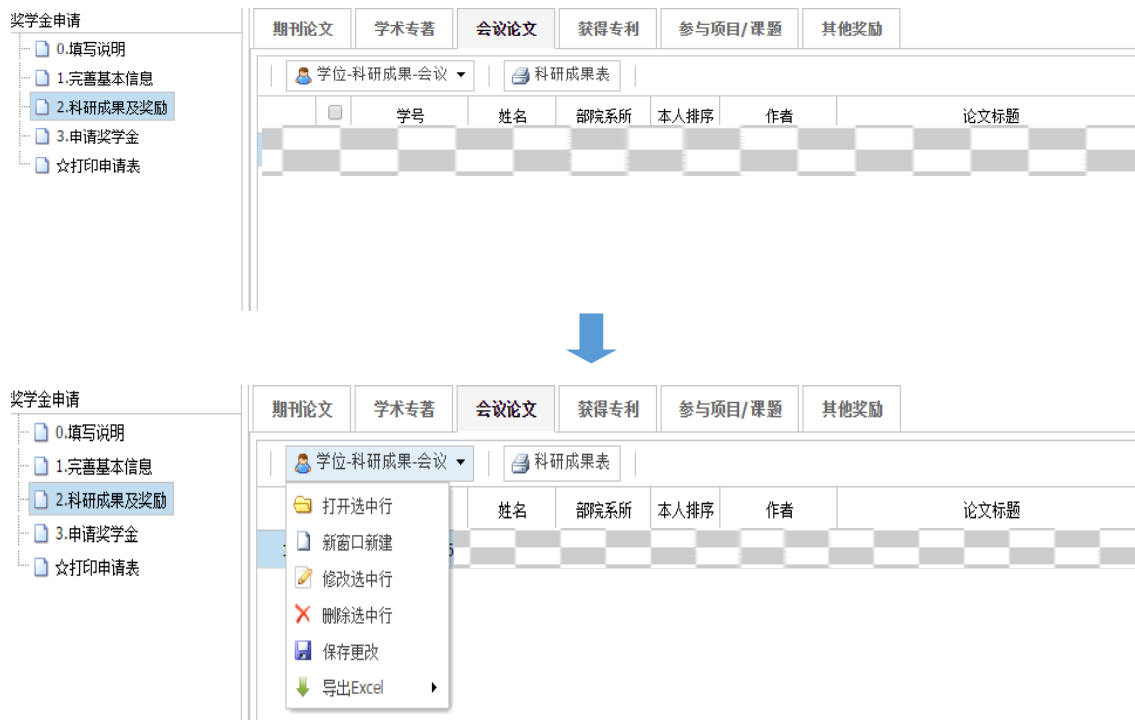 奖学金申请
0.填写说明
1.完善基本信息
2.科研成果及奖励
3.申请奖学金
☆打印申请表
期刊论文 学术专著 会议论文 获得专利 参与项目/课题 其他奖励
学位-科研成果-会议 科研成果表
学号 姓名 部院系所 本人排序 作者 论文标题
奖学金申请
0.填写说明
1.完善基本信息
2.科研成果及奖励
3.申请奖学金
☆打印申请表
期刊论文 学术专著 会议论文 获得专利 参与项目/课题 其他奖励
学位-科研成果-会议 科研成果表
姓名 部院系所 本人排序 作者 论文标题
打开选中行
新窗口新建
修改选中行
删除选中行
保存更改
导出Excel